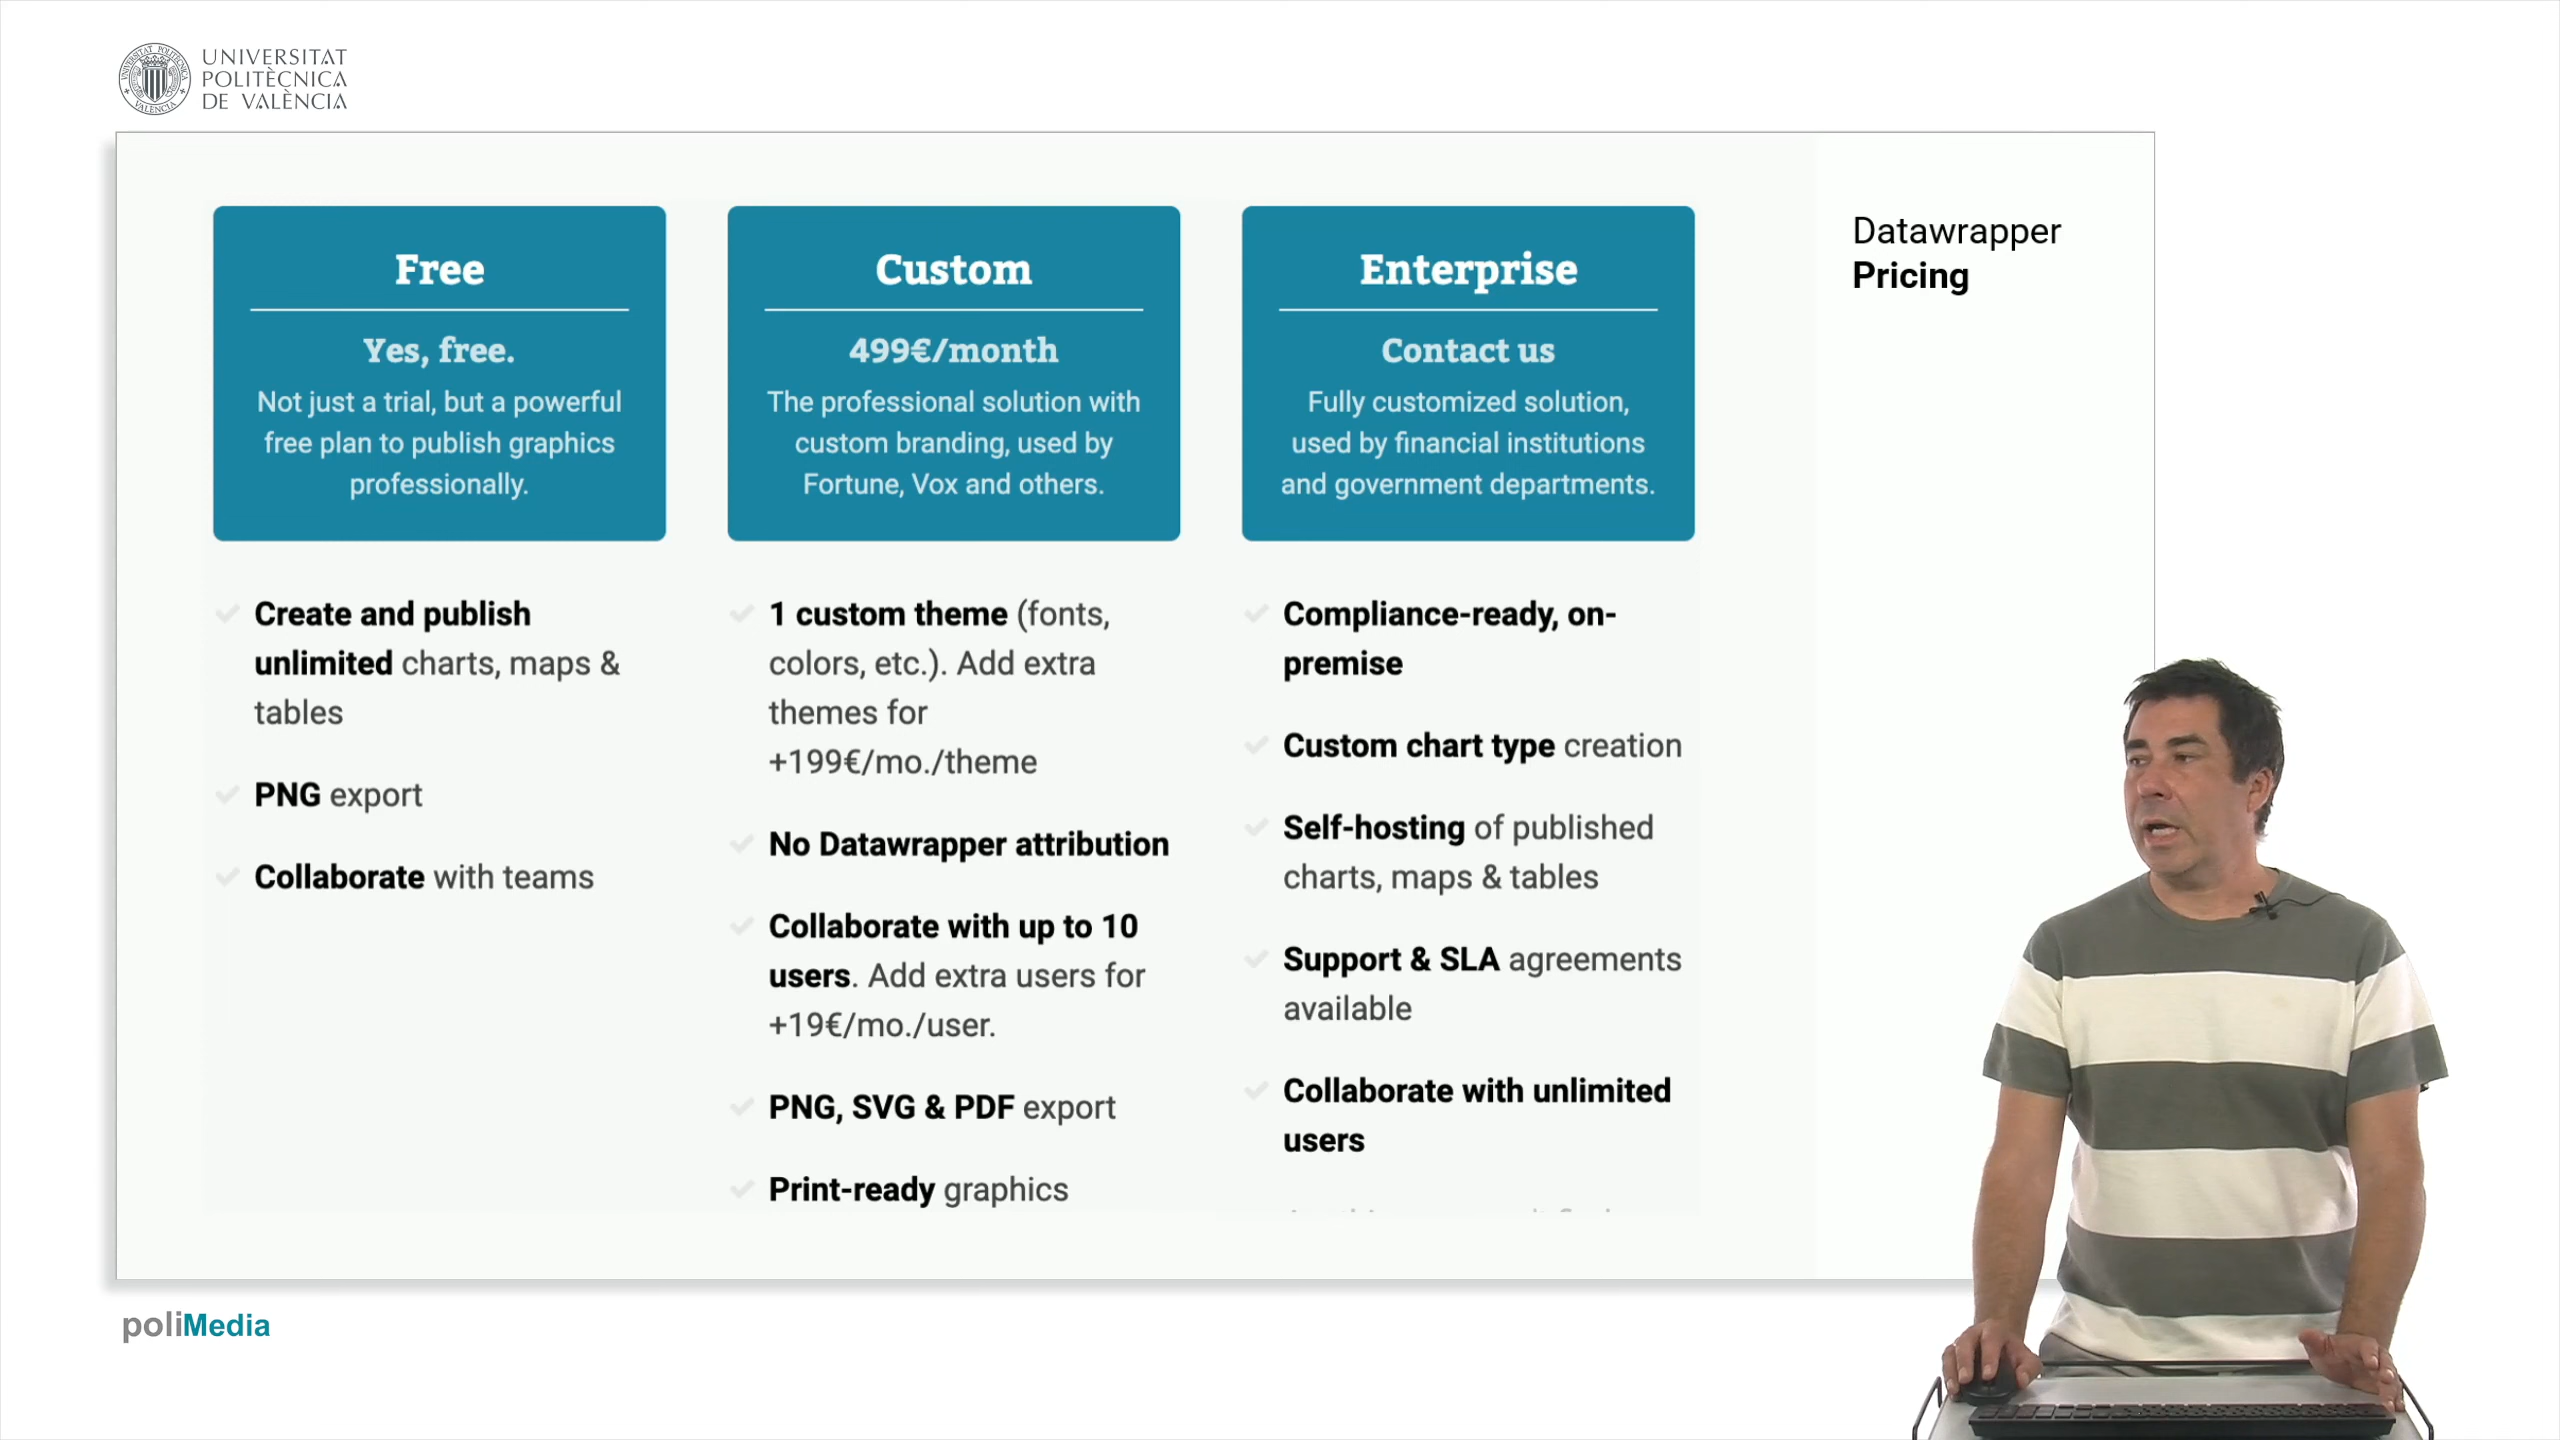 UNIVERSITAT
POLITÈCNICA
DE VALÈNCIA
Datawrapper
Pricing
Free
Yes, free.
Not just a trial, but a powerful
free plan to publish graphics
professionally.
Create and publish
unlimited charts, maps &
tables
PNG export
Collaborate with teams
Custom
499€/month
The professional solution with
custom branding, used by
Fortune, Vox and others.
1 custom theme (fonts,
colors, etc.). Add extra
themes for
+199€/mo./theme
No Datawrapper attribution
Collaborate with up to 10
users. Add extra users for
+19€/mo./user.
PNG, SVG & PDF export
Print-ready graphics
Enterprise
Contact us
Fully customized solution,
used by financial institutions
and government departments.
Compliance-ready, on-
premise
Custom chart type creation
Self-hosting of published
charts, maps & tables
Support & SLA agreements
available
Collaborate with unlimited
users
poliMedia